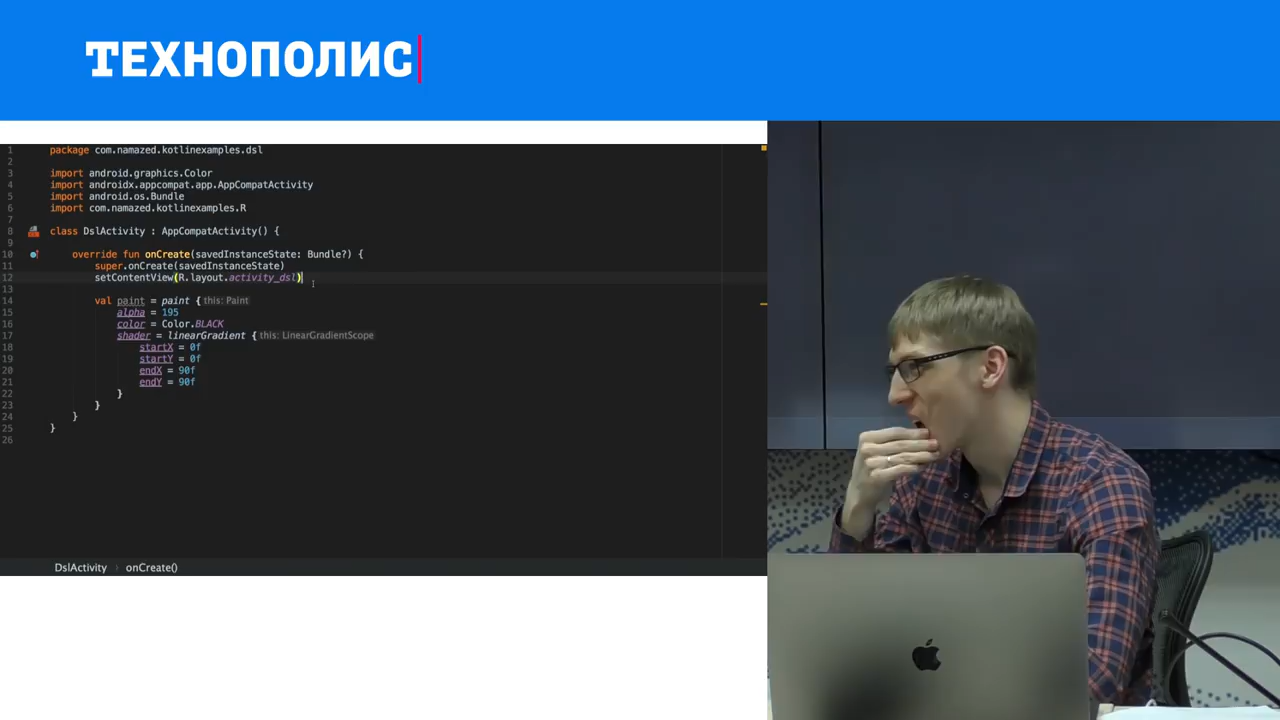 ТЕХНОПОЛИС
1 package com.namazed.kotlinexamples.dsl
2
3 import android.graphics.Color
4 import androidx.appcompat.app.AppCompatActivity
5 import android.os.Bundle
6 import com.namazed.kotlinexamples.R
7
8 class DslActivity : AppCompatActivity() {
9
10 override fun onCreate(savedInstanceState: Bundle?) {
11 super.onCreate(savedInstanceState)
12 setContentView(R.layout.activity_dsl)
13
14 val paint = paint { this: Paint
15 alpha = 195
16 color = Color.BLACK
17 shader = linearGradient { this: LinearGradientScope
18 startX = 0f
19 startY = 0f
20 endX = 90f
21 endY = 90f
22 }
23 }
24 }
25 }
26
DslActivity › onCreate()